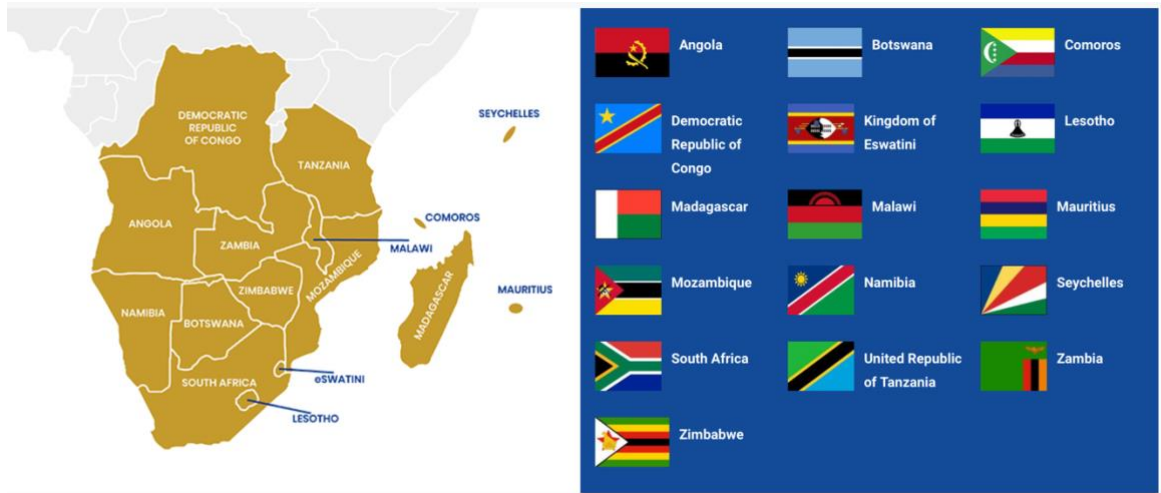 DEMOCRATIC
REPUBLIC
OF CONGO
TANZANIA
SEYCHELLES
COMOROS
ANGOLA
ZAMBIA
MALAWI
MOZAMBIQUE
ZIMBABWE
NAMIBIA
BOTSWANA
MADAGASCAR
MAURITIUS
SOUTH AFRICA
eSWATINI
LESOTHO
Angola
Botswana
Comoros
Democratic
Republic of
Congo
Kingdom of
Eswatini
Lesotho
Madagascar
Malawi
Mauritius
Mozambique
Namibia
Seychelles
South Africa
United Republic
of Tanzania
Zambia
Zimbabwe